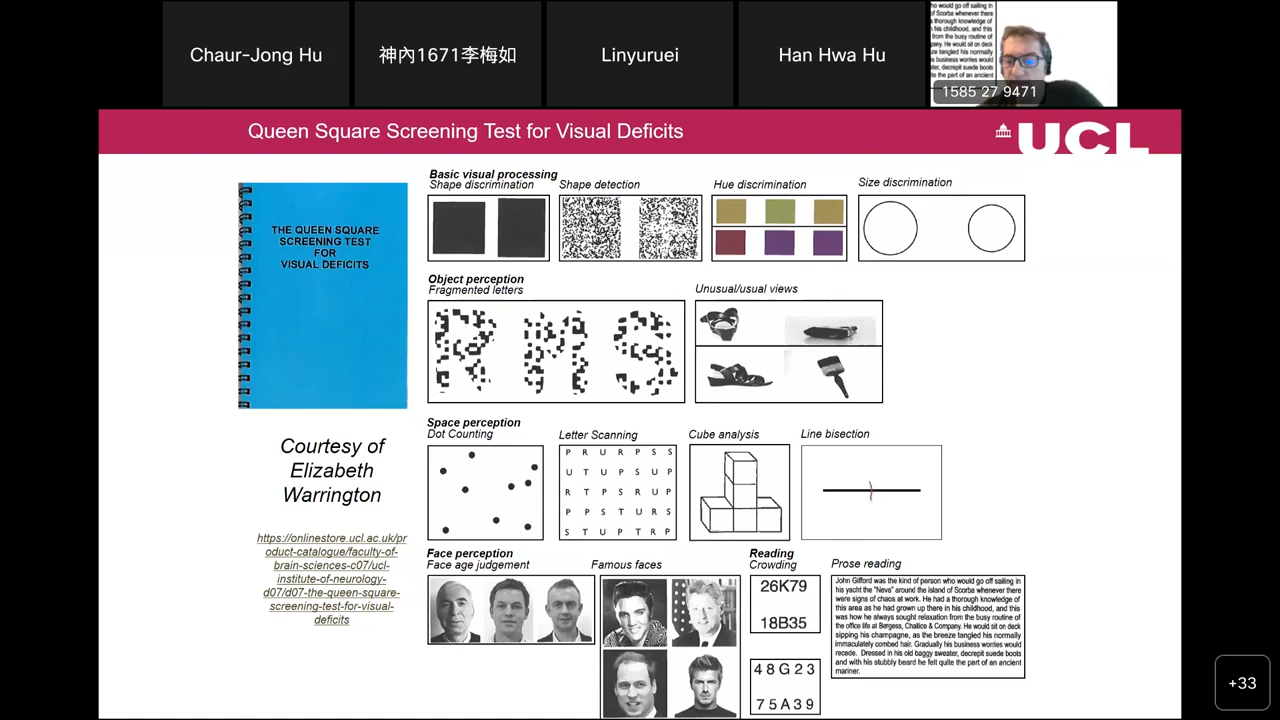 Chaur-Jong Hu
神內1671李梅如
Linyuruei
Han Hwa Hu
1585 27 9471
Queen Square Screening Test for Visual Deficits
UCL
THE QUEEN SQUARE
SCREENING TEST
FOR
VISUAL DEFICITS
Courtesy of
Elizabeth
Warrington
https://onlinestore.ucl.ac.uk/pr
oduct-catalogue/faculty-of-
brain-sciences-c07/ucl-
institute-of-neurology-
d07/d07-the-queen-square-
screening-test-for-visual-
deficits
Basic visual processing
Shape discrimination
Shape detection
Hue discrimination
Size discrimination
Object perception
Fragmented letters
Unusual/usual views
R M S
Space perception
Dot Counting
Letter Scanning
Cube analysis
Line bisection
P R U R P S S
U T U P S U P
R T P S R U P
P P S T U R S
S T U P T R P
Face perception
Face age judgement
Famous faces
Reading
Crowding
Prose reading
26K79
18B35
4 8 G 2 3
7 5 A 3 9
John Gifford was the kind of person who would go off sailing in
his yacht the "Neva" around the island of Scorba whenever there
were signs of chaos at work. He had a thorough knowledge of
this area as he had grown up there in his childhood, and this
was how he always sought relaxation from the busy routine of
the office life at Bergess, Challice & Company. He would sit on deck
sipping his champagne, as the breeze tangled his normally
immaculately combed hair. Gradually his business worries would
recede. Dressed in his old baggy sweater, decrepit suede boots
and with his stubbly beard he felt quite the part of an ancient
mariner.
+33